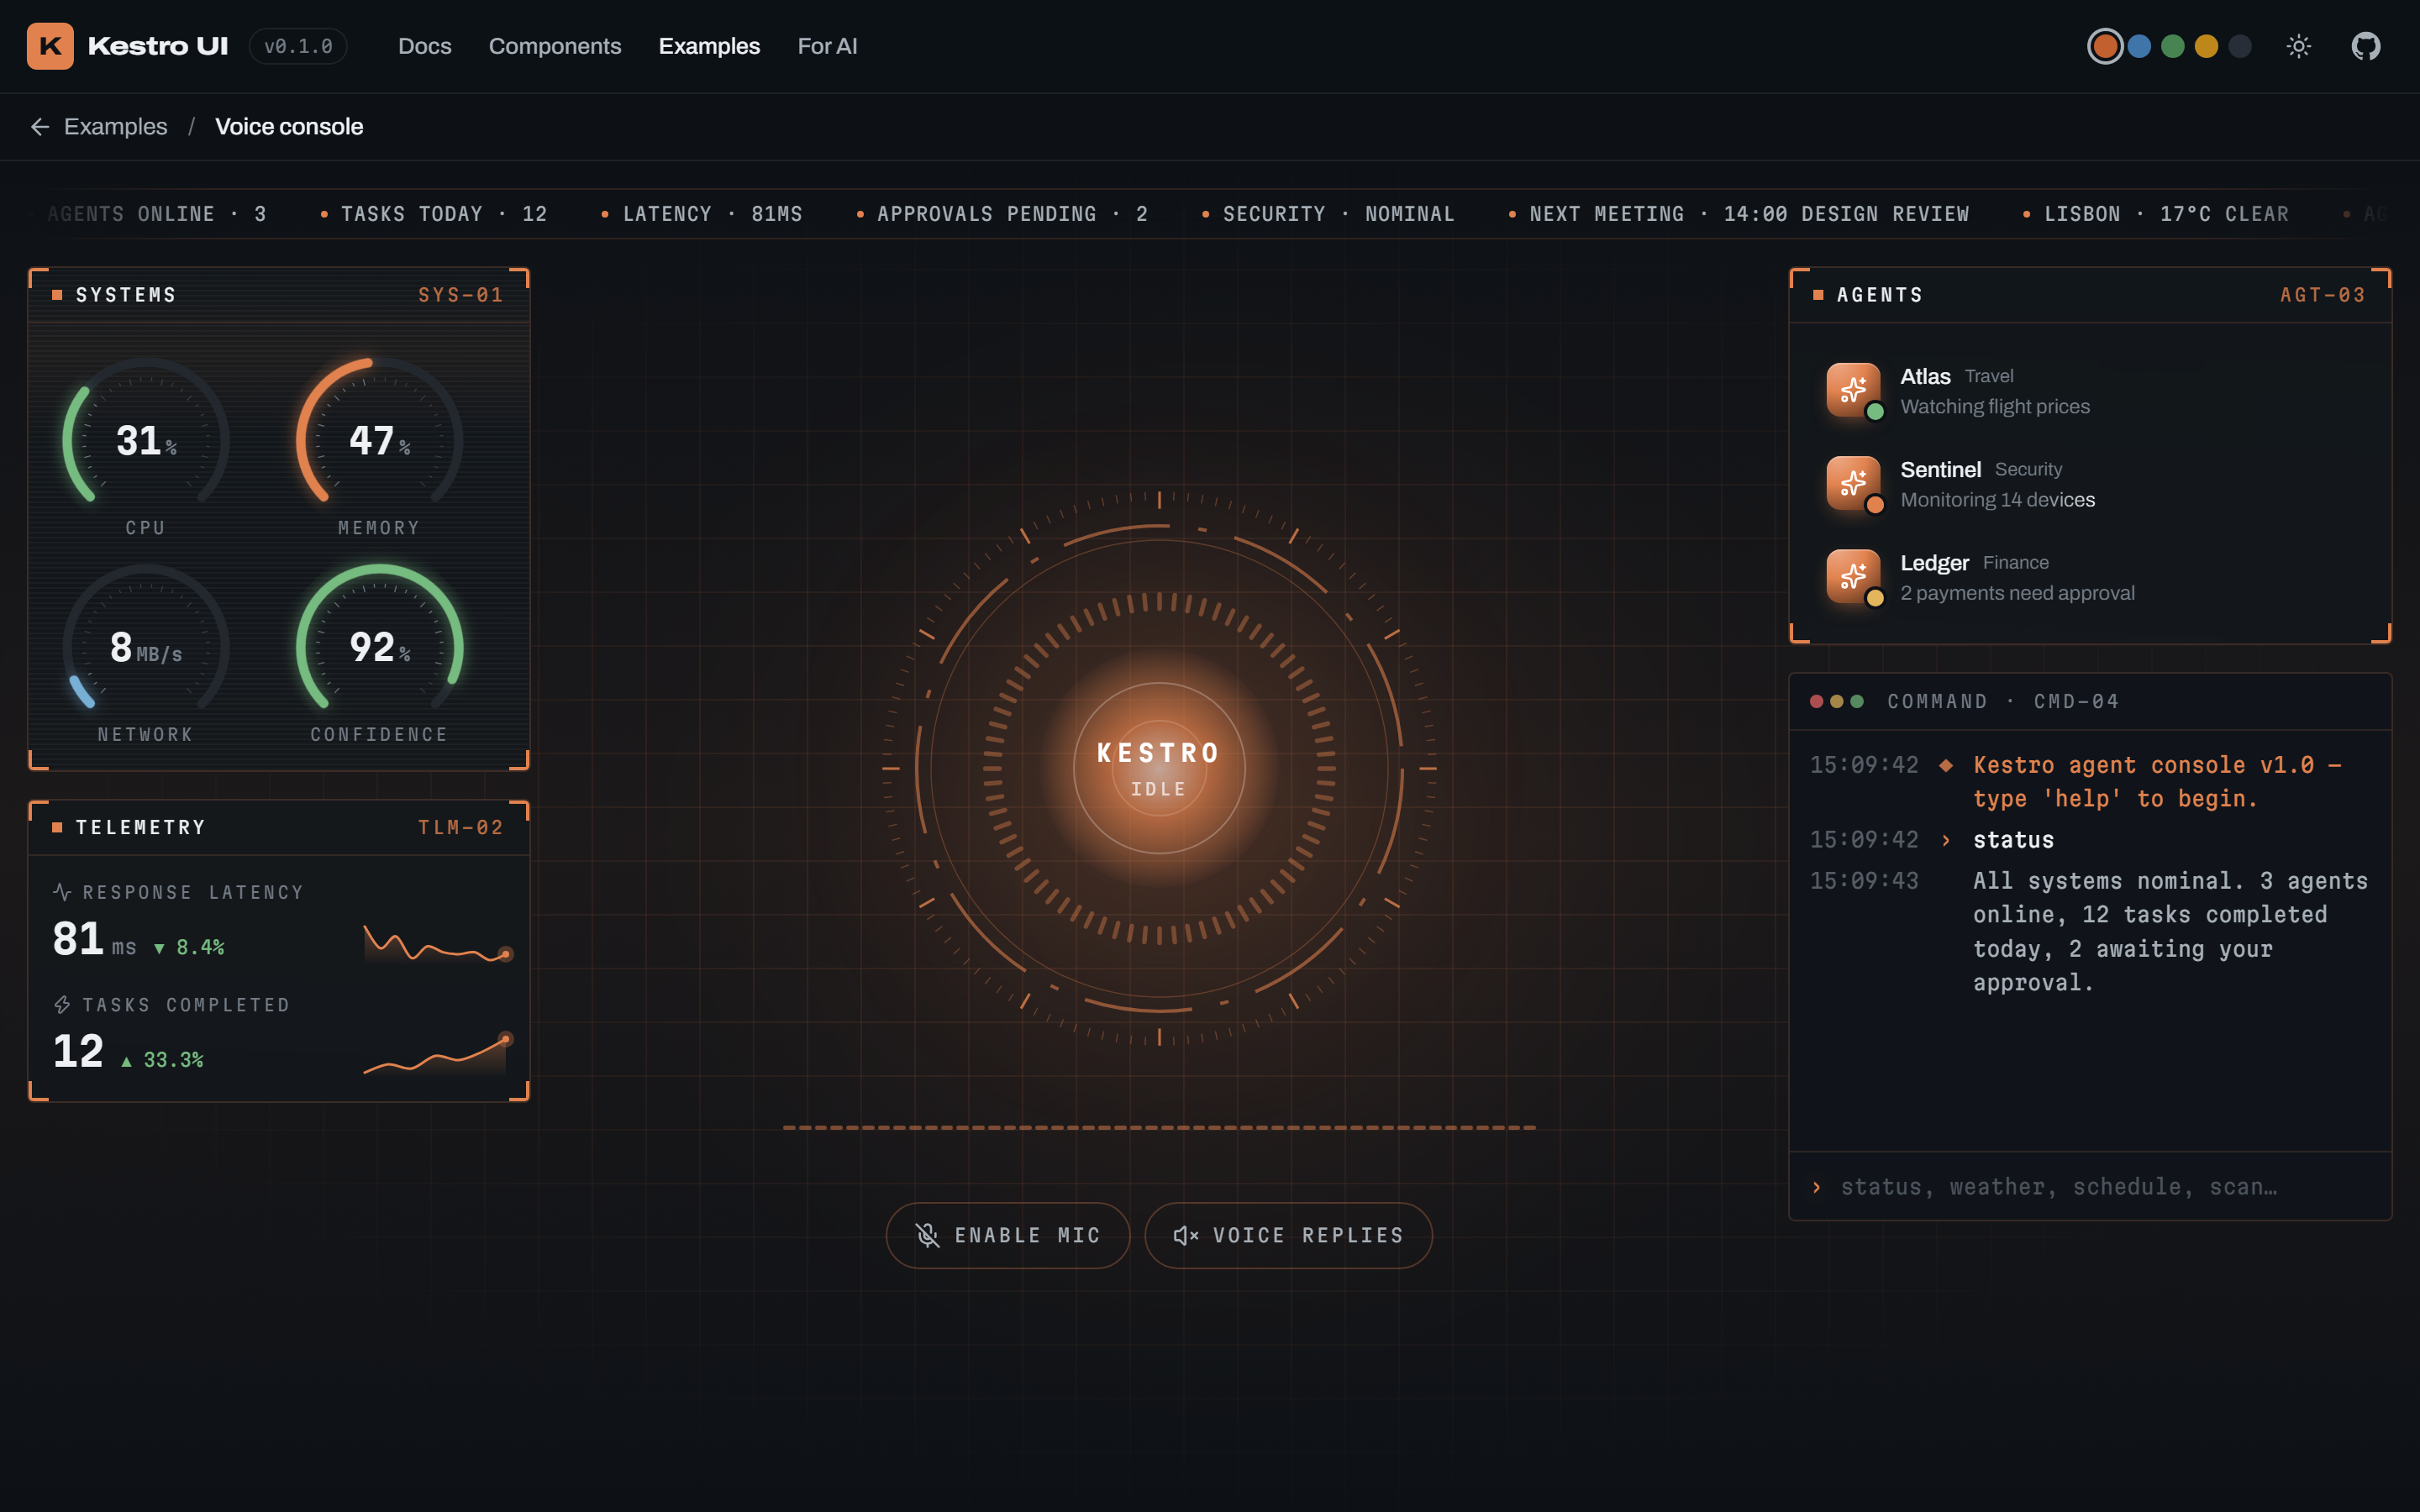 K Kestro UI v0.1.0 Docs Components Examples For AI
Examples / Voice console
AGENTS ONLINE · 3 • TASKS TODAY · 12 • LATENCY · 81MS • APPROVALS PENDING · 2 • SECURITY · NOMINAL • NEXT MEETING · 14:00 DESIGN REVIEW • LISBON · 17°C CLEAR • AG
SYSTEMS SYS-01
31%
CPU
47%
MEMORY
8 MB/s
NETWORK
92%
CONFIDENCE
TELEMETRY TLM-02
RESPONSE LATENCY
81 ms ▼ 8.4%
TASKS COMPLETED
12 ▲ 33.3%
KESTRO
IDLE
ENABLE MIC
VOICE REPLIES
AGENTS AGT-03
Atlas Travel
Watching flight prices
Sentinel Security
Monitoring 14 devices
Ledger Finance
2 payments need approval
COMMAND · CMD-04
15:09:42 ◆ Kestro agent console v1.0 —
type 'help' to begin.
15:09:42 › status
15:09:43 All systems nominal. 3 agents
online, 12 tasks completed
today, 2 awaiting your
approval.
› status, weather, schedule, scan…